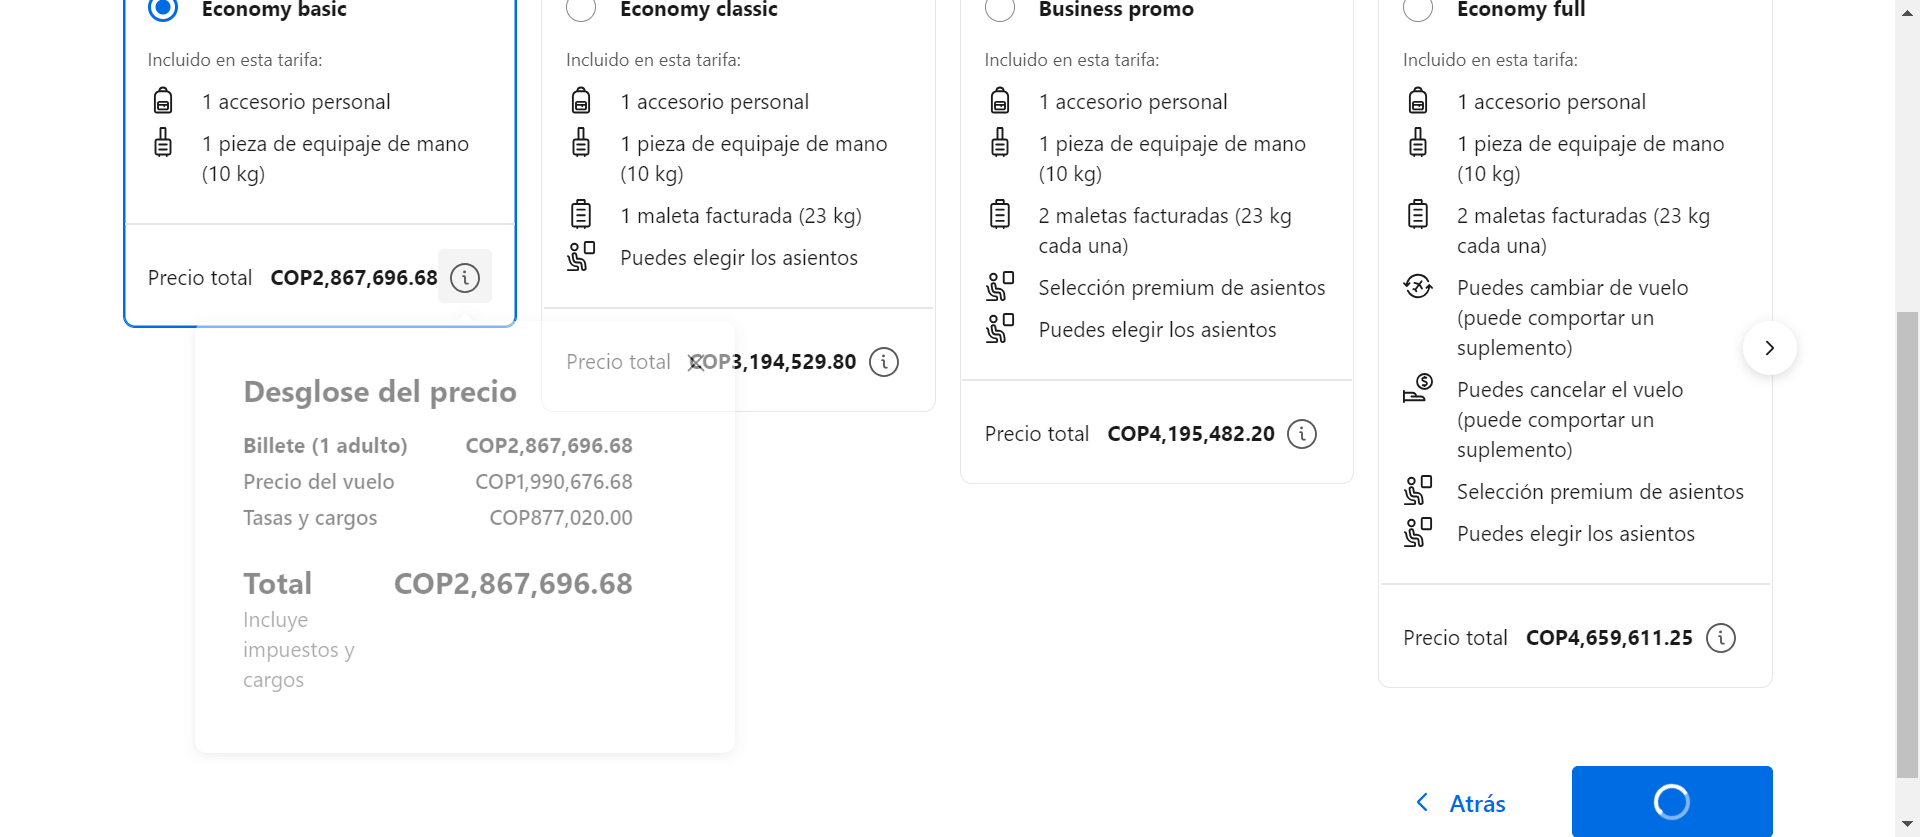 Economy basic
Incluido en esta tarifa:
1 accesorio personal
1 pieza de equipaje de mano
(10 kg)
Precio total COP2,867,696.68
Desglose del precio
Billete (1 adulto) COP2,867,696.68
Precio del vuelo COP1,990,676.68
Tasas y cargos COP877,020.00
Total COP2,867,696.68
Incluye
impuestos y
cargos
Economy classic
Incluido en esta tarifa:
1 accesorio personal
1 pieza de equipaje de mano
(10 kg)
1 maleta facturada (23 kg)
Puedes elegir los asientos
Precio total COP3,194,529.80
Business promo
Incluido en esta tarifa:
1 accesorio personal
1 pieza de equipaje de mano
(10 kg)
2 maletas facturadas (23 kg
cada una)
Selección premium de asientos
Puedes elegir los asientos
Precio total COP4,195,482.20
Economy full
Incluido en esta tarifa:
1 accesorio personal
1 pieza de equipaje de mano
(10 kg)
2 maletas facturadas (23 kg
cada una)
Puedes cambiar de vuelo
(puede comportar un
suplemento)
Puedes cancelar el vuelo
(puede comportar un
suplemento)
Selección premium de asientos
Puedes elegir los asientos
Precio total COP4,659,611.25
Atrás